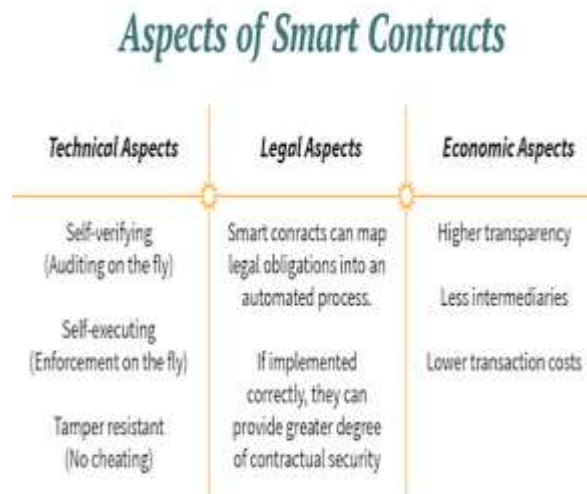 Aspects of Smart Contracts
Technical Aspects
Self-verifying
(Auditing on the fly)
Self-executing
(Enforcement on the fly)
Tamper resistant
(No cheating)
Legal Aspects
Smart conracts can map
legal obligations into an
automated process.
If implemented
correctly, they can
provide greater degree
of contractual security
Economic Aspects
Higher transparency
Less intermediaries
Lower transaction costs